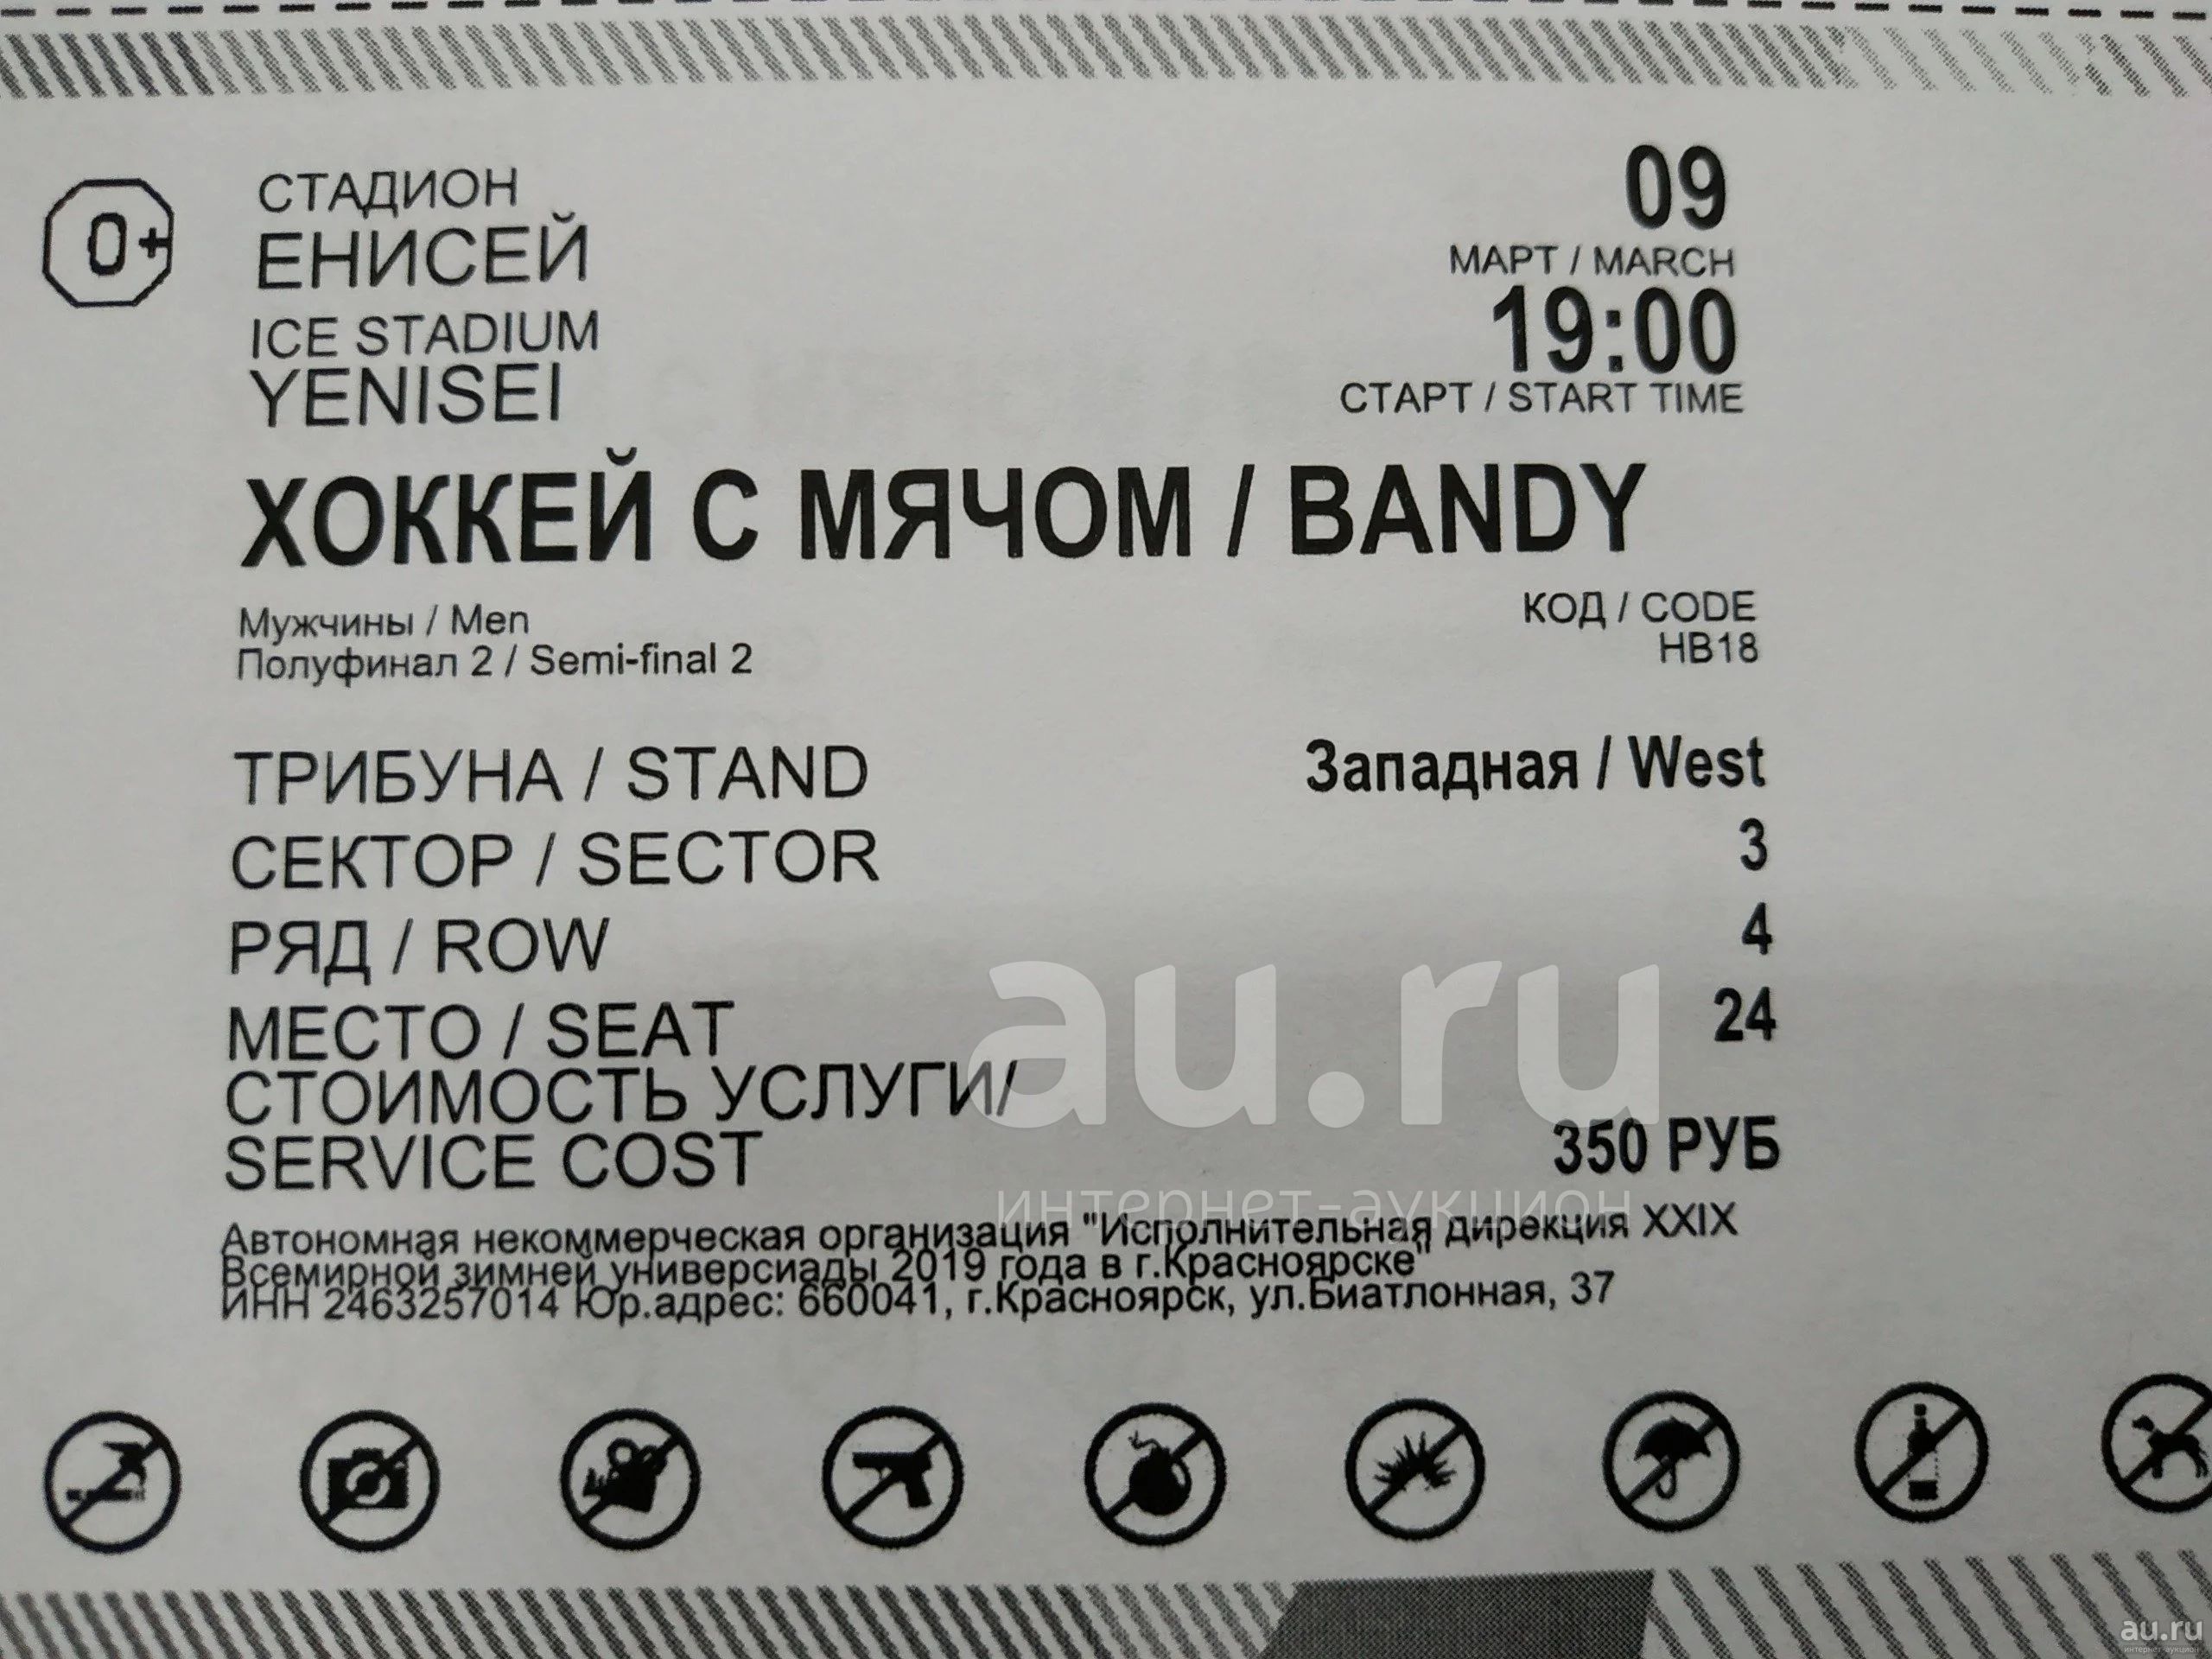 0+
СТАДИОН
ЕНИСЕЙ
ICE STADIUM
YENISEI
09
МАРТ / MARCH
19:00
СТАРТ / START TIME
ХОККЕЙ С МЯЧОМ / BANDY
Мужчины / Men
Полуфинал 2 / Semi-final 2
КОД / CODE
HB18
ТРИБУНА / STAND Западная / West
СЕКТОР / SECTOR 3
РЯД / ROW 4
МЕСТО / SEAT 24
СТОИМОСТЬ УСЛУГИ/
SERVICE COST 350 РУБ
au.ru
интернет-аукцион
Автономная некоммерческая организация "Исполнительная дирекция XXIX
Всемирной зимней универсиады 2019 года в г.Красноярске"
ИНН 2463257014 Юр.адрес: 660041, г.Красноярск, ул.Биатлонная, 37
au.ru
интернет-аукцион